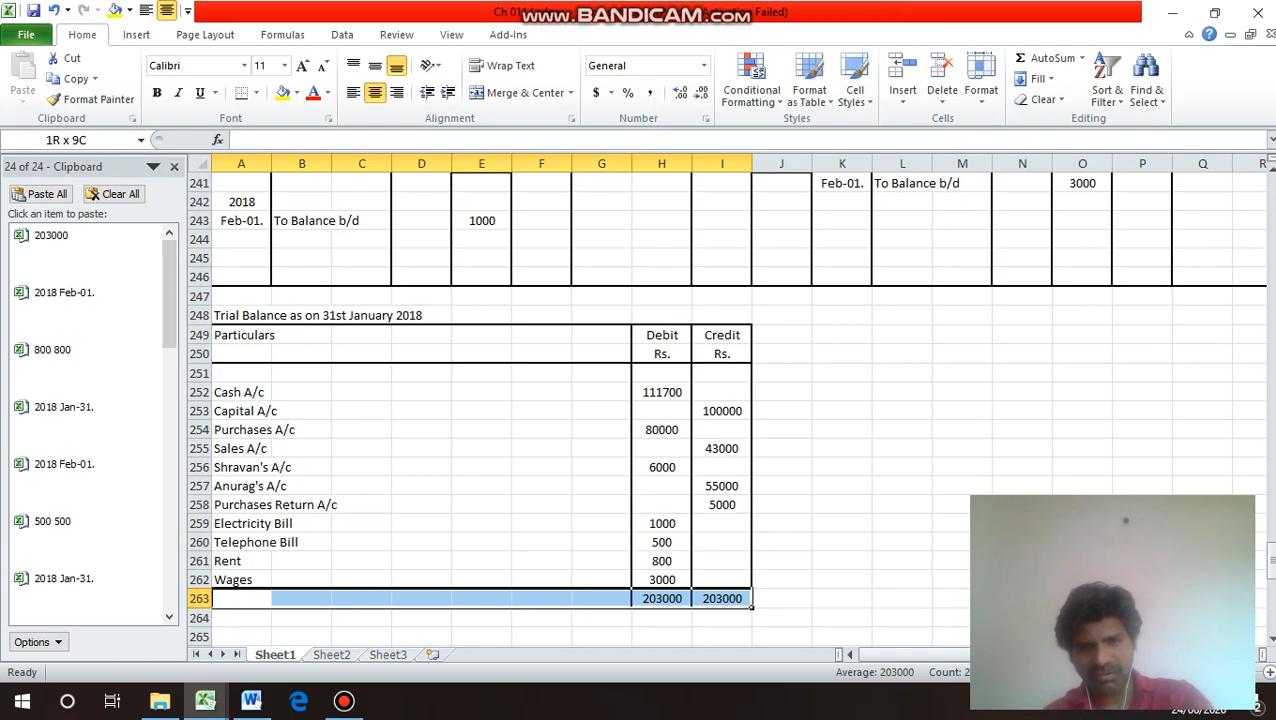 www.BANDICAM.com
File Home Insert Page Layout Formulas Data Review View Add-Ins
Cut
Copy
Format Painter
Paste
Clipboard
Calibri 11
B I U
Font
Wrap Text
Merge & Center
Alignment
General
$ % ,
Number
Conditional Formatting
Format as Table
Cell Styles
Styles
Insert Delete Format
Cells
AutoSum
Fill
Clear
Sort & Filter
Find & Select
Editing
1R x 9C
fx
24 of 24 - Clipboard
Paste All Clear All
Click an item to paste:
203000
2018 Feb-01.
800 800
2018 Jan-31.
2018 Feb-01.
500 500
2018 Jan-31.
Options
A B C D E F G H I J K L M N O P Q R
241 Feb-01. To Balance b/d 3000
242 2018
243 Feb-01. To Balance b/d 1000
244
245
246
247
248 Trial Balance as on 31st January 2018
249 Particulars Debit Credit
250 Rs. Rs.
251
252 Cash A/c 111700
253 Capital A/c 100000
254 Purchases A/c 80000
255 Sales A/c 43000
256 Shravan's A/c 6000
257 Anurag's A/c 55000
258 Purchases Return A/c 5000
259 Electricity Bill 1000
260 Telephone Bill 500
261 Rent 800
262 Wages 3000
263 203000 203000
264
265
Sheet1 Sheet2 Sheet3
Ready Average: 203000